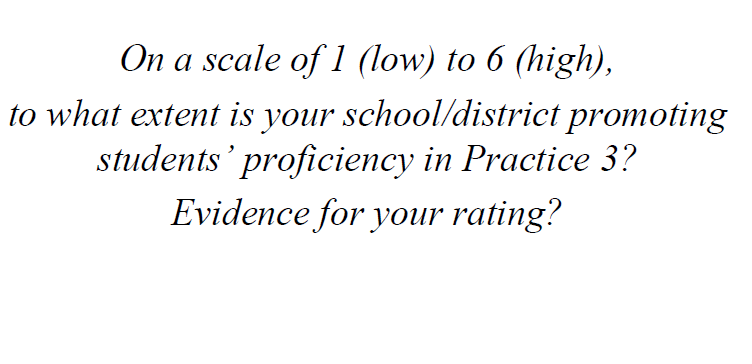 On a scale of 1 (low) to 6 (high),
to what extent is your school/district promoting
students’ proficiency in Practice 3?
Evidence for your rating?